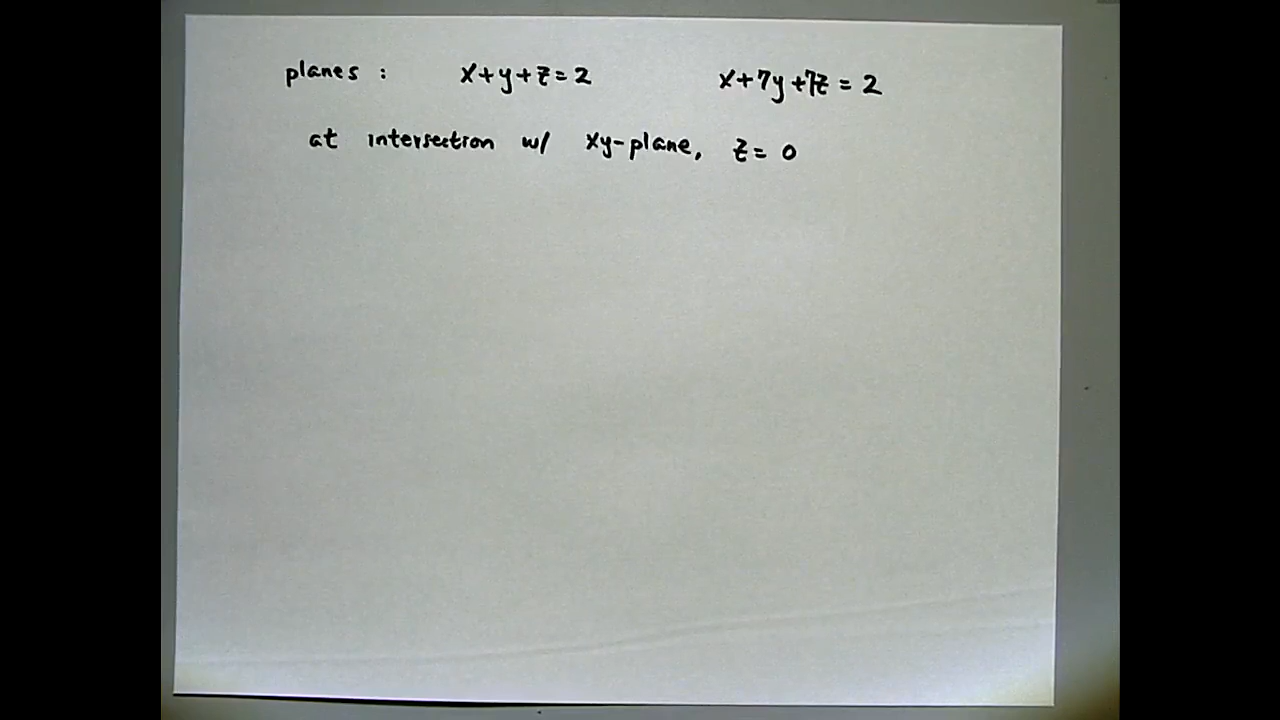 planes : x+y+z=2 x+7y+7z = 2
at intersection w/ xy-plane, z= 0